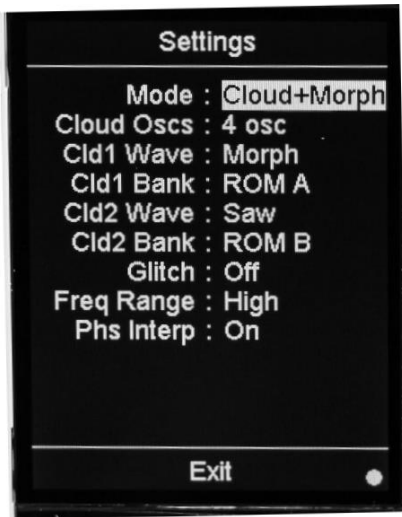 Settings
Mode : Cloud+Morph
Cloud Oscs : 4 osc
Cld1 Wave : Morph
Cld1 Bank : ROM A
Cld2 Wave : Saw
Cld2 Bank : ROM B
Glitch : Off
Freq Range : High
Phs Interp : On
Exit